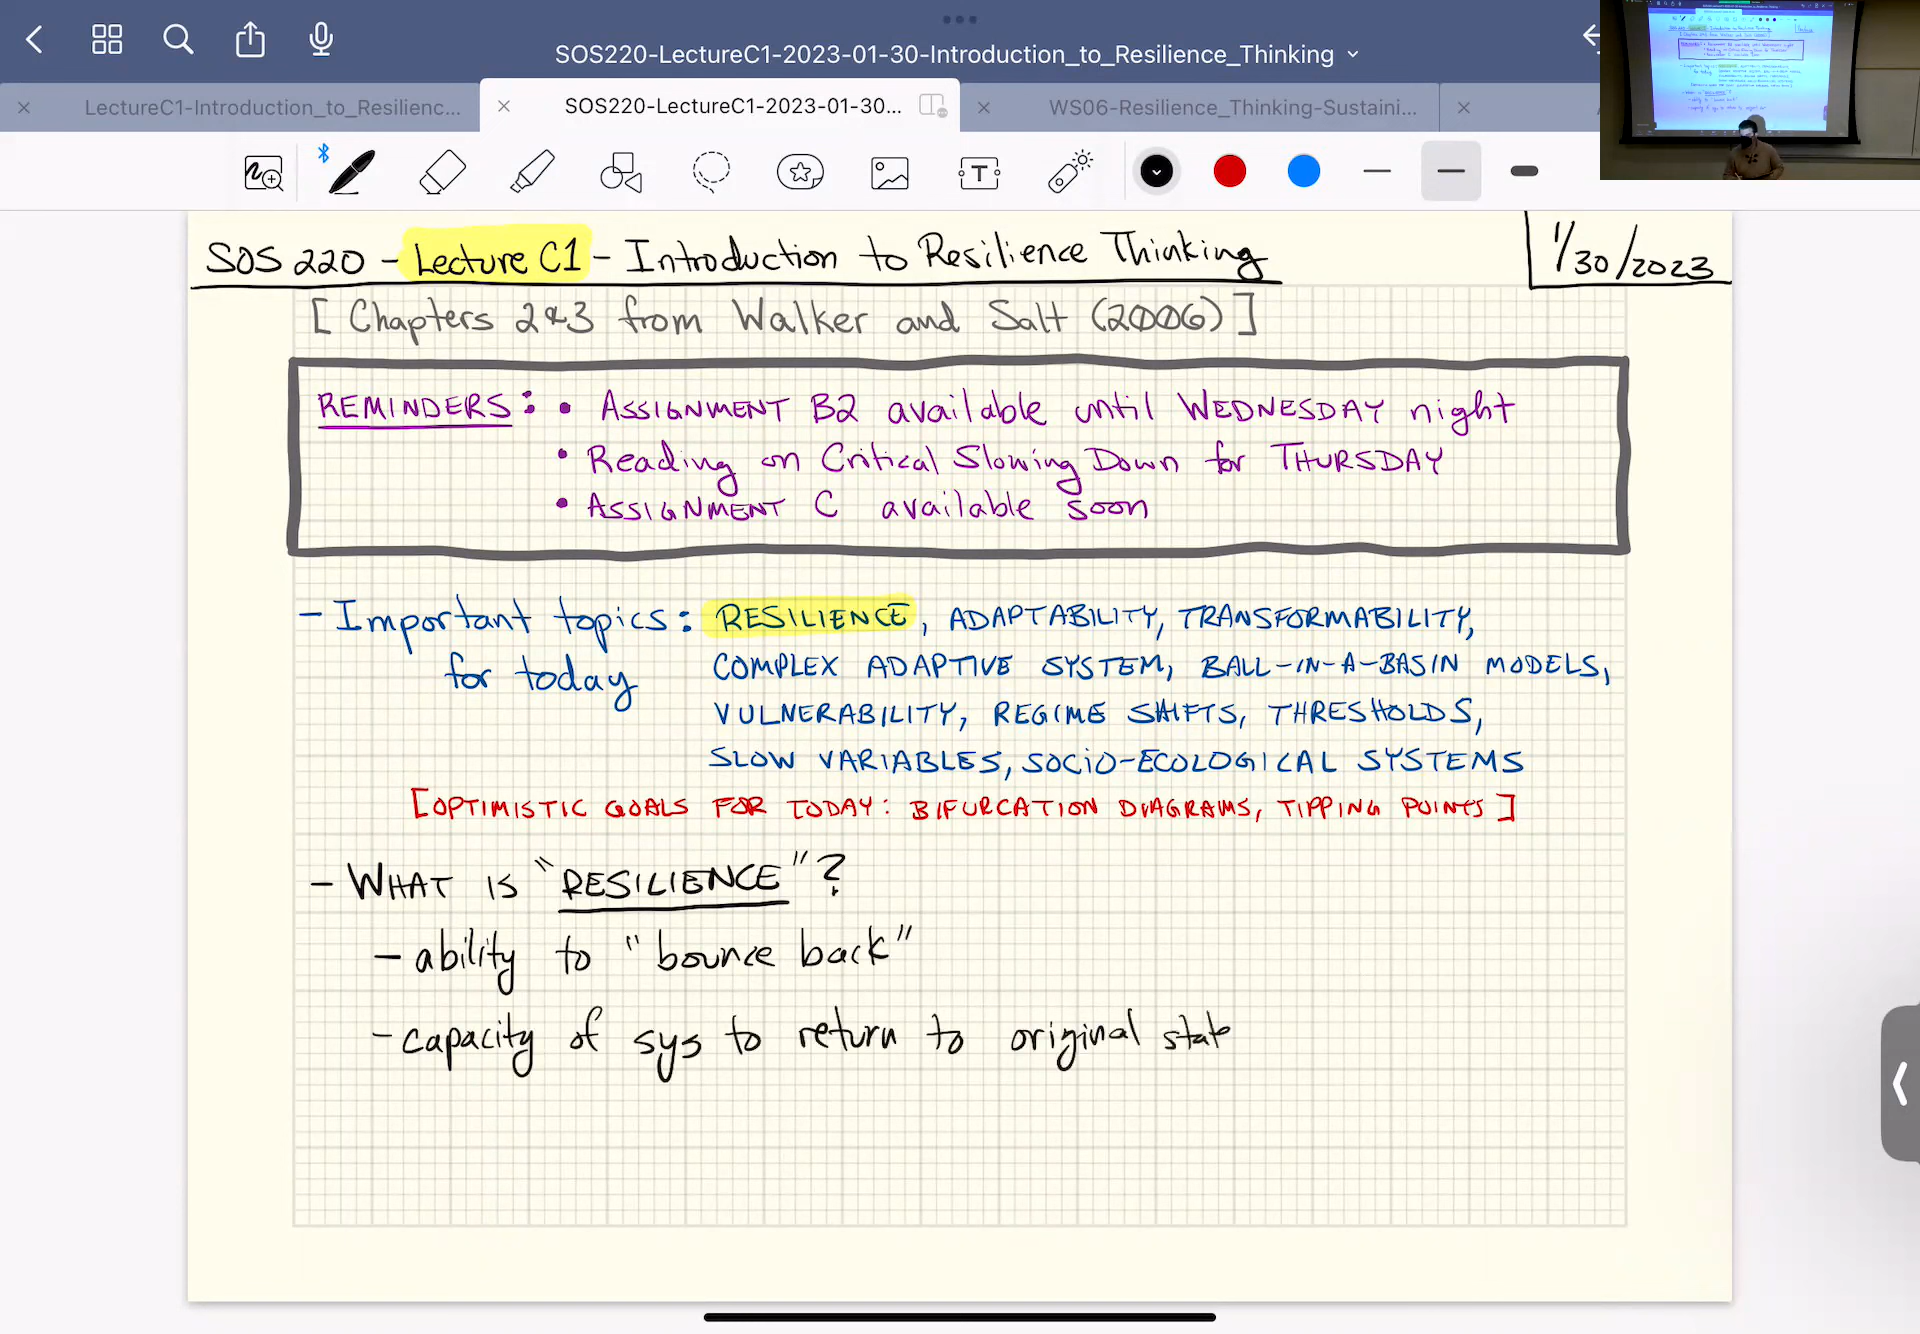 SOS220-LectureC1-2023-01-30-Introduction_to_Resilience_Thinking
LectureC1-Introduction_to_Resilienc...
SOS220-LectureC1-2023-01-30...
WS06-Resilience_Thinking-Sustaini...
SOS 220 - Lecture C1 - Introduction to Resilience Thinking
1/30/2023
[Chapters 2&3 from Walker and Salt (2006)]
REMINDERS: • ASSIGNMENT B2 available until WEDNESDAY night
• Reading on Critical Slowing Down for THURSDAY
• ASSIGNMENT C available soon
- Important topics: RESILIENCE, ADAPTABILITY, TRANSFORMABILITY,
for today COMPLEX ADAPTIVE SYSTEM, BALL-IN-A-BASIN MODELS,
VULNERABILITY, REGIME SHIFTS, THRESHOLDS,
SLOW VARIABLES, SOCIO-ECOLOGICAL SYSTEMS
[OPTIMISTIC GOALS FOR TODAY: BIFURCATION DIAGRAMS, TIPPING POINTS]
- WHAT IS "RESILIENCE"?
- ability to "bounce back"
- capacity of sys to return to original state